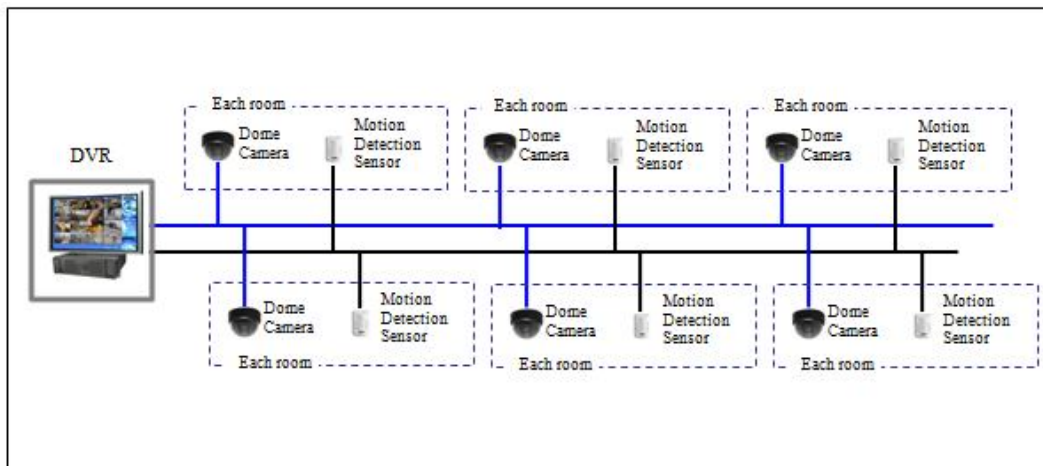 DVR
Each room
Dome
Camera
Motion
Detection
Sensor
Each room
Dome
Camera
Motion
Detection
Sensor
Each room
Dome
Camera
Motion
Detection
Sensor
Dome
Camera
Motion
Detection
Sensor
Each room
Dome
Camera
Motion
Detection
Sensor
Each room
Dome
Camera
Motion
Detection
Sensor
Each room